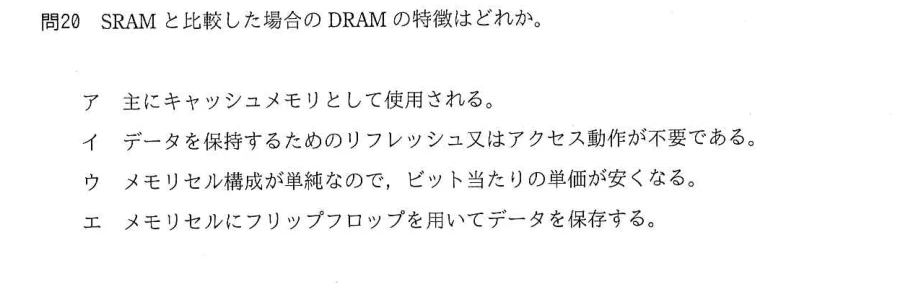 問20 SRAM と比較した場合の DRAM の特徴はどれか。
ア 主にキャッシュメモリとして使用される。
イ データを保持するためのリフレッシュ又はアクセス動作が不要である。
ウ メモリセル構成が単純なので，ビット当たりの単価が安くなる。
エ メモリセルにフリップフロップを用いてデータを保存する。